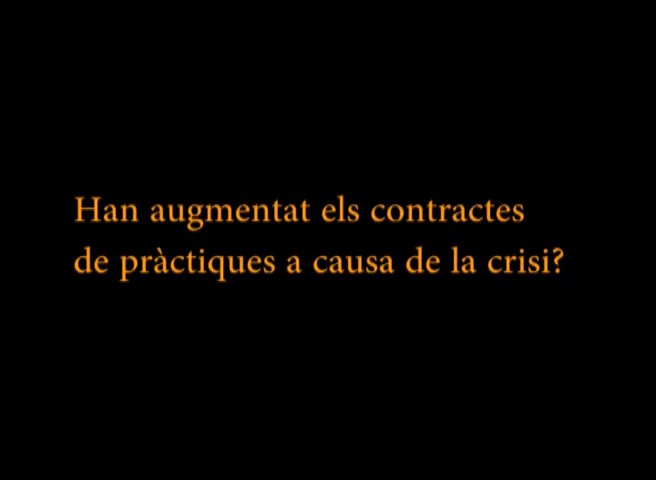 Han augmentat els contractes
de pràctiques a causa de la crisi?